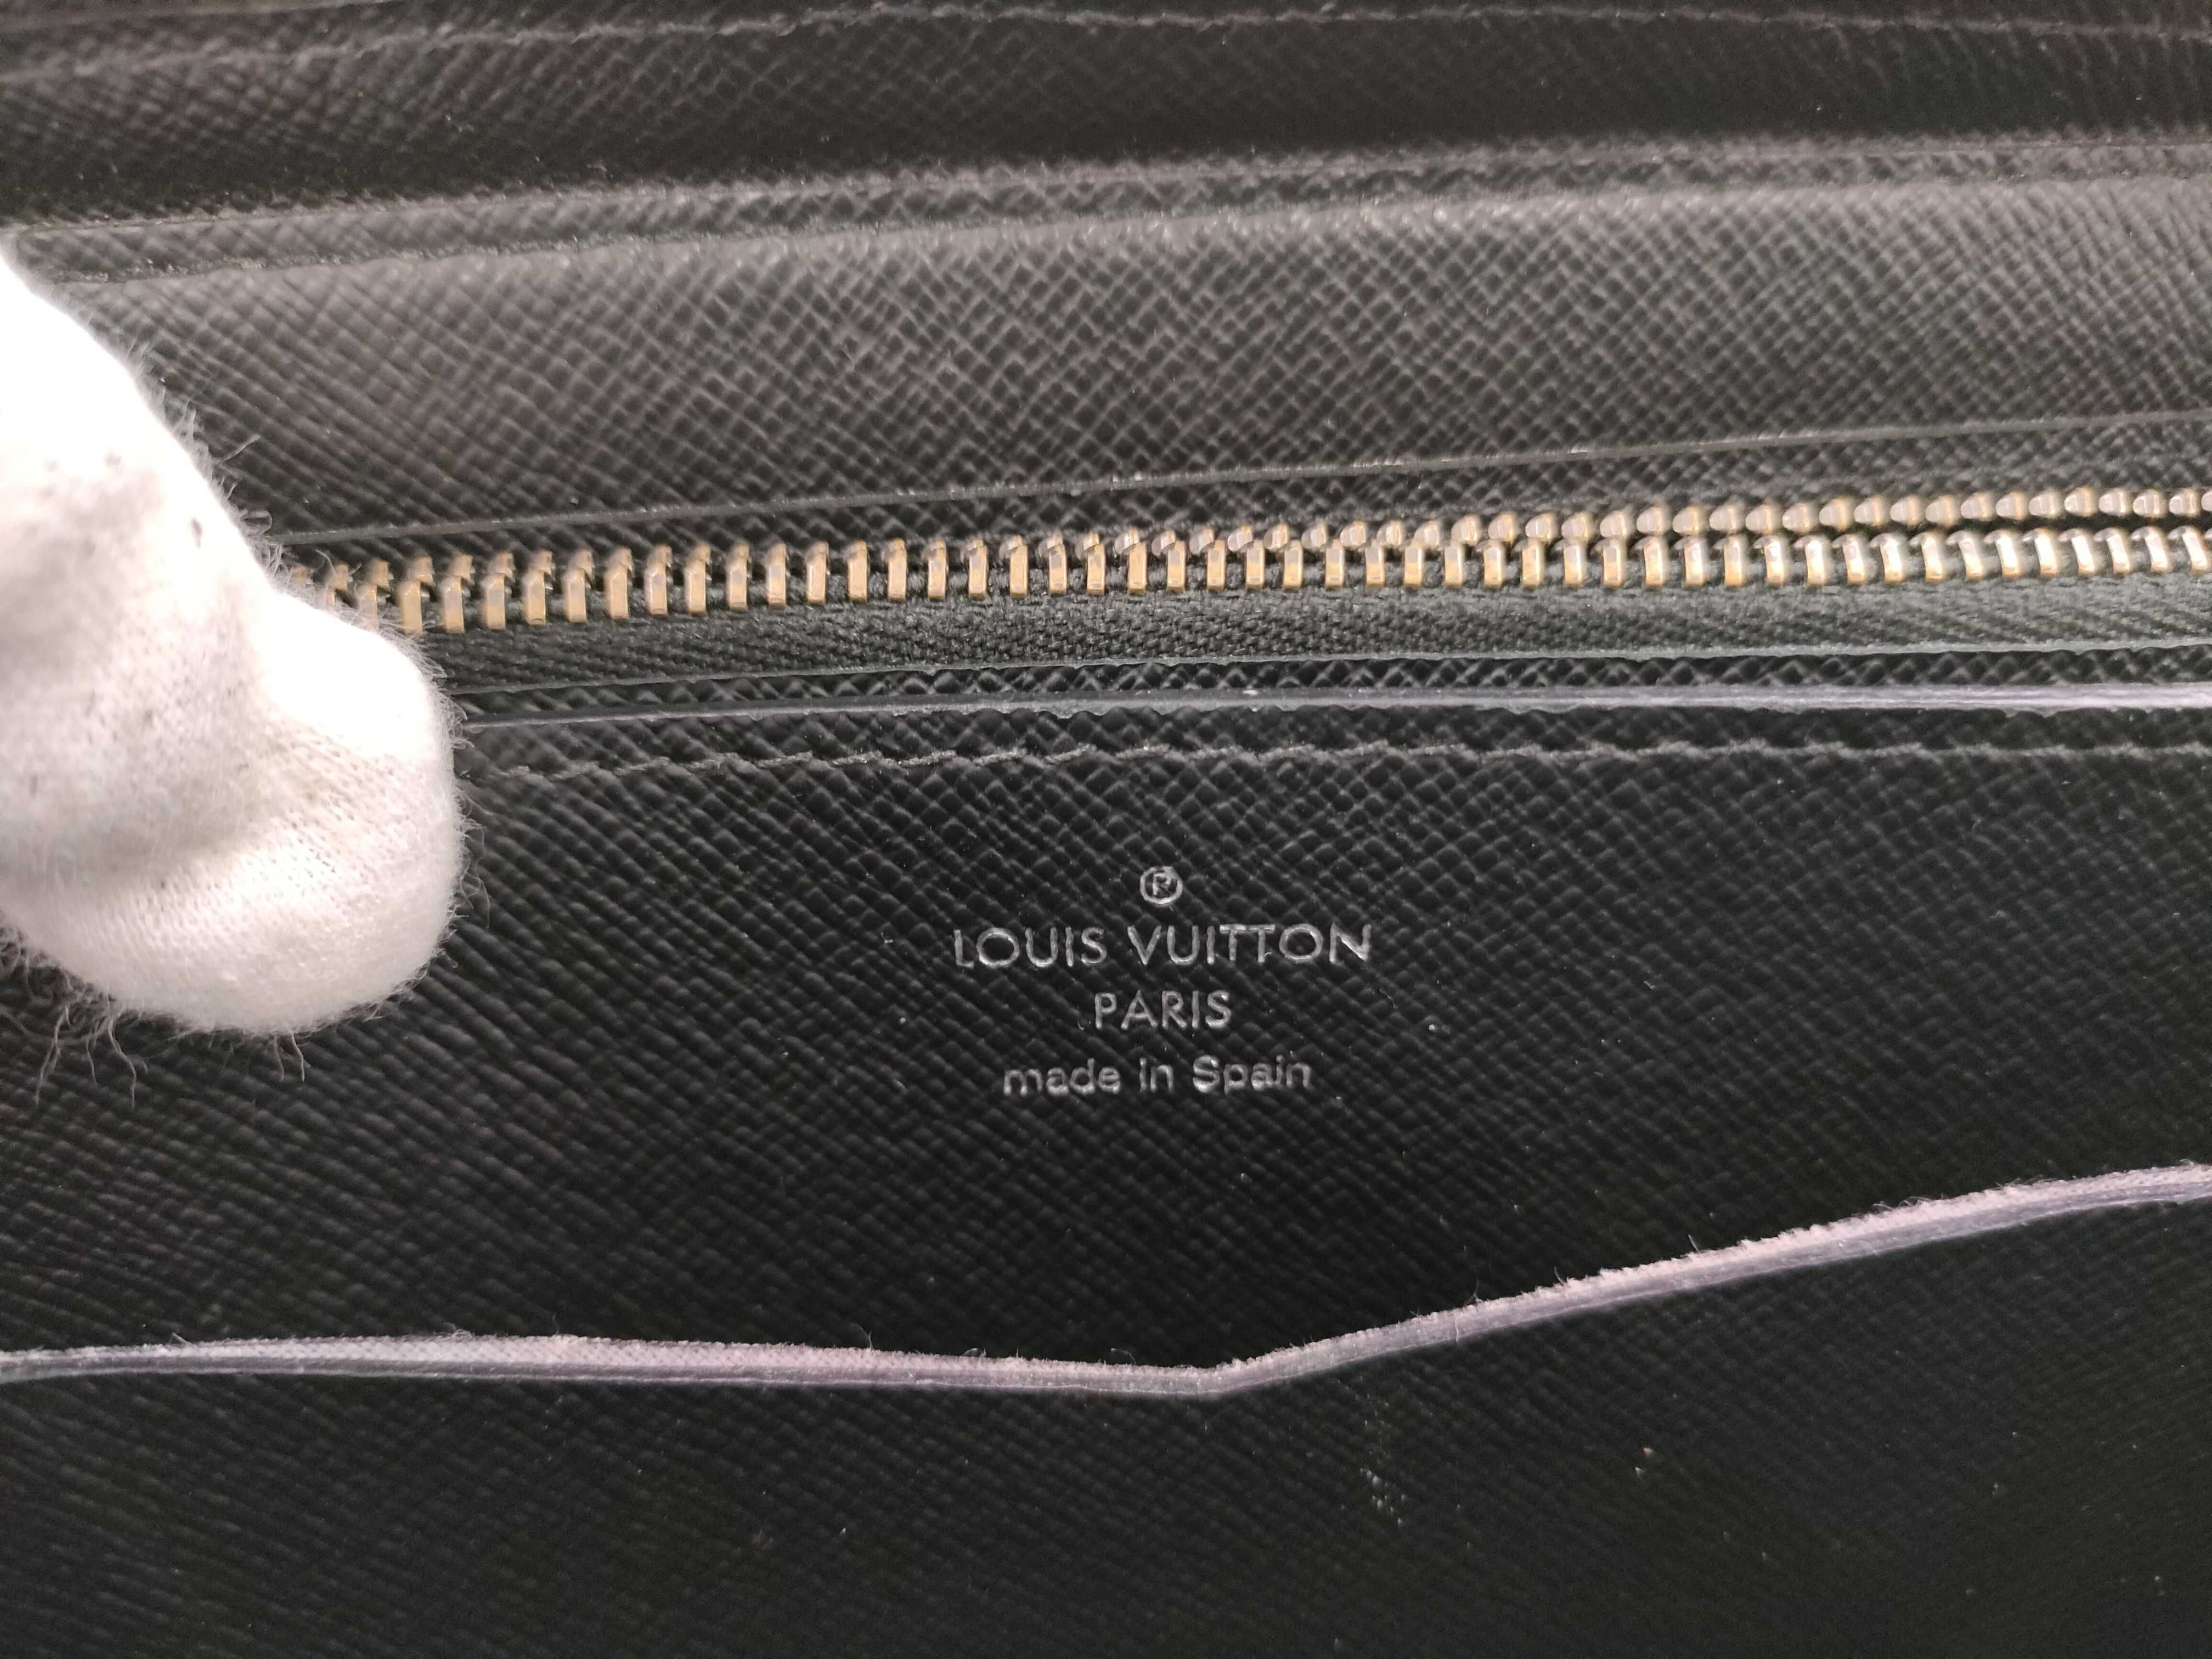 ®
LOUIS VUITTON
PARIS
made in Spain